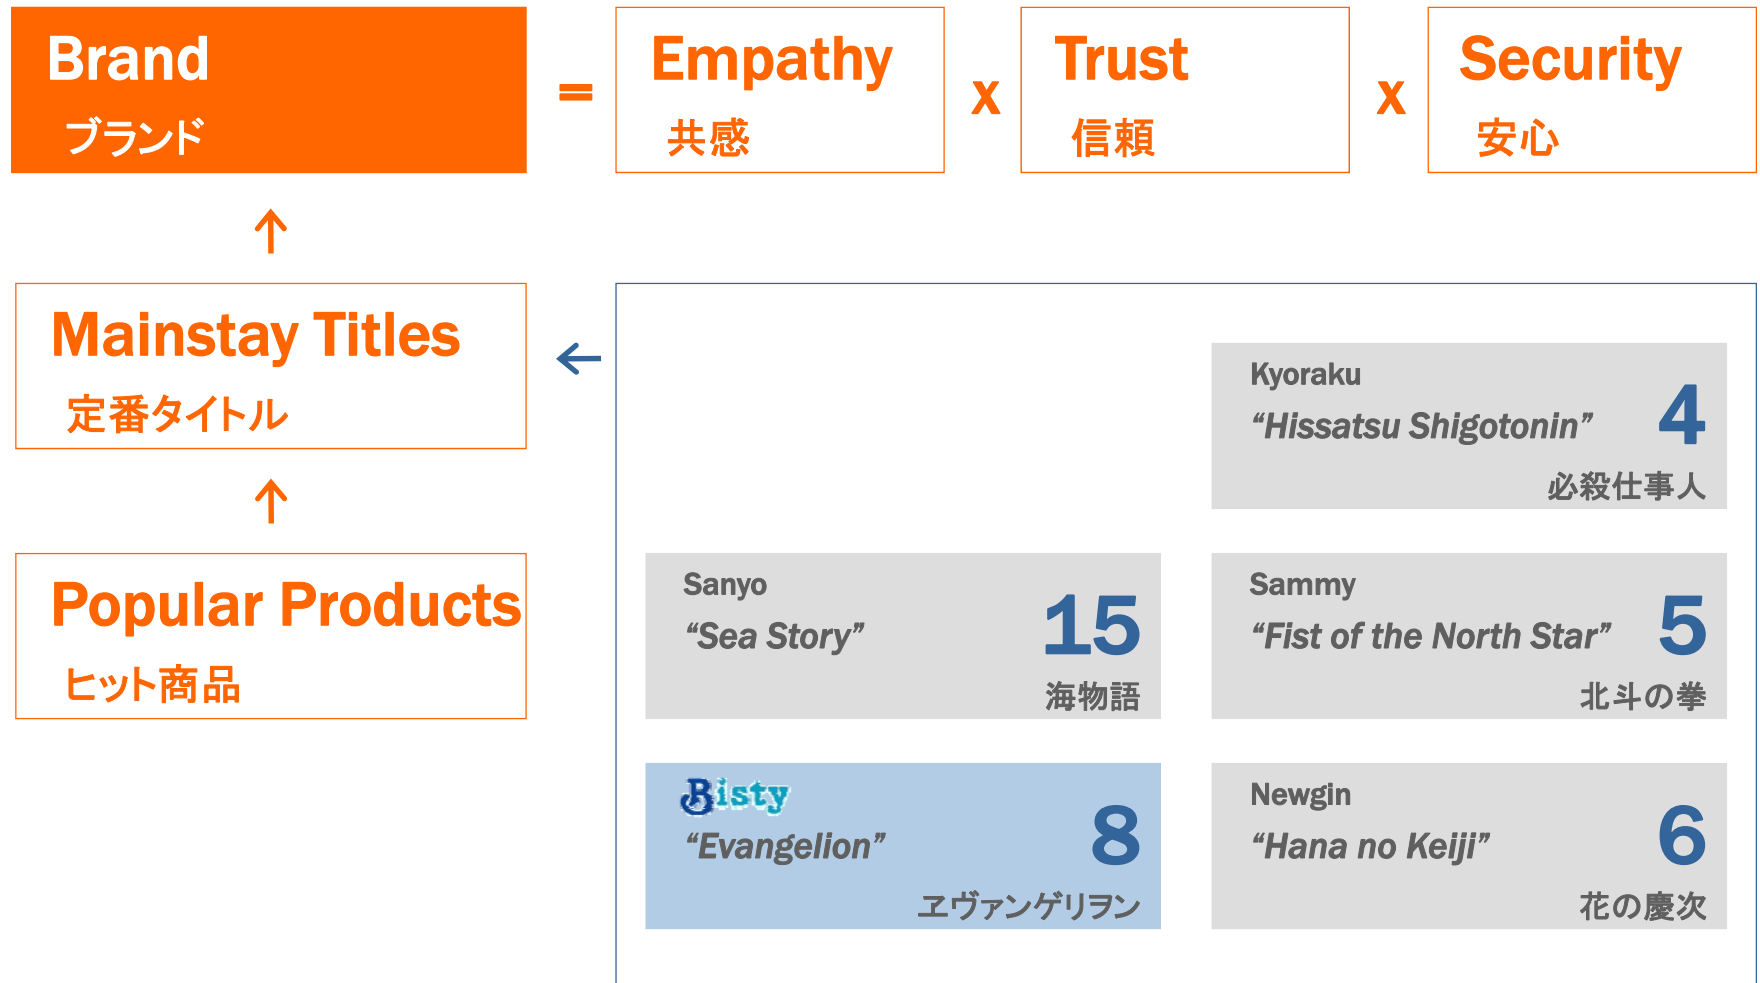 Brand
ブランド
=
Empathy
共感
x
Trust
信頼
x
Security
安心
↑
Mainstay Titles
定番タイトル
←
↑
Popular Products
ヒット商品
Kyoraku
“Hissatsu Shigotonin” 4
必殺仕事人
Sanyo
“Sea Story” 15
海物語
Sammy
“Fist of the North Star” 5
北斗の拳
Bisty
“Evangelion” 8
ヱヴァンゲリヲン
Newgin
“Hana no Keiji” 6
花の慶次